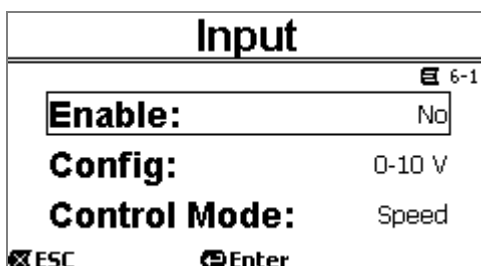 Input
6-1
Enable: No
Config: 0-10 V
Control Mode: Speed
ESC Enter